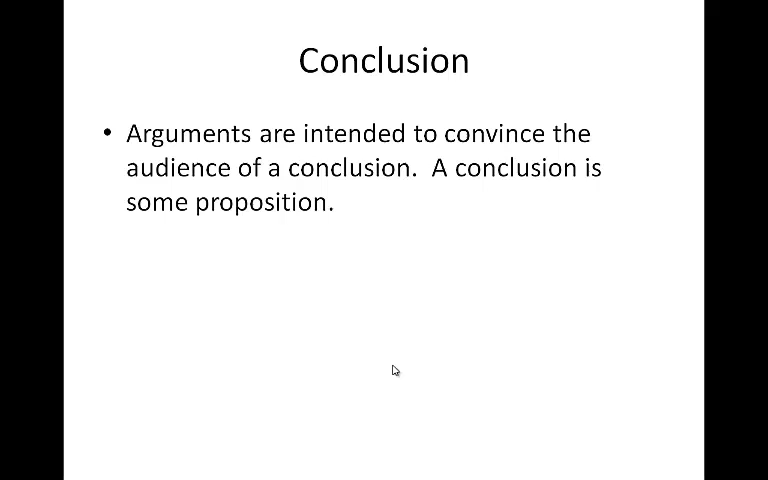 Conclusion
• Arguments are intended to convince the
audience of a conclusion.  A conclusion is
some proposition.